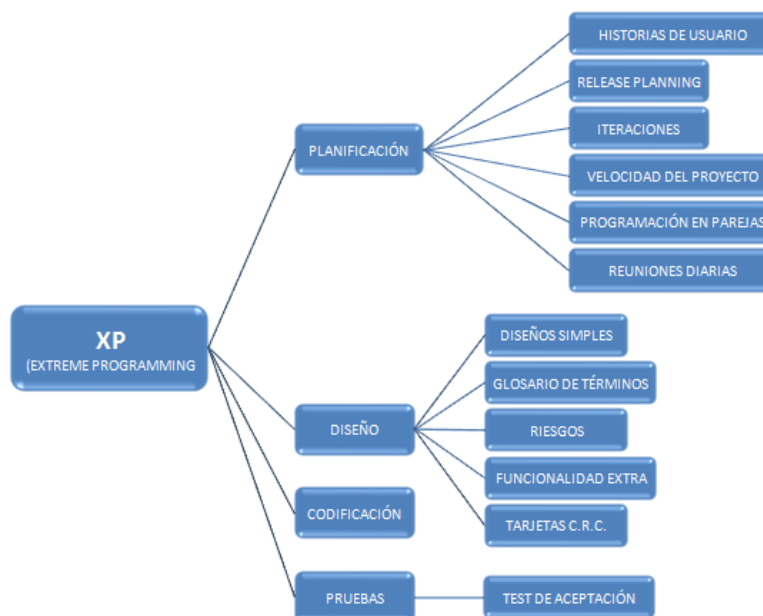 HISTORIAS DE USUARIO
RELEASE PLANNING
ITERACIONES
PLANIFICACIÓN
VELOCIDAD DEL PROYECTO
PROGRAMACIÓN EN PAREJAS
REUNIONES DIARIAS
XP
(EXTREME PROGRAMMING
DISEÑOS SIMPLES
GLOSARIO DE TÉRMINOS
DISEÑO
RIESGOS
FUNCIONALIDAD EXTRA
CODIFICACIÓN
TARJETAS C.R.C.
PRUEBAS
TEST DE ACEPTACIÓN